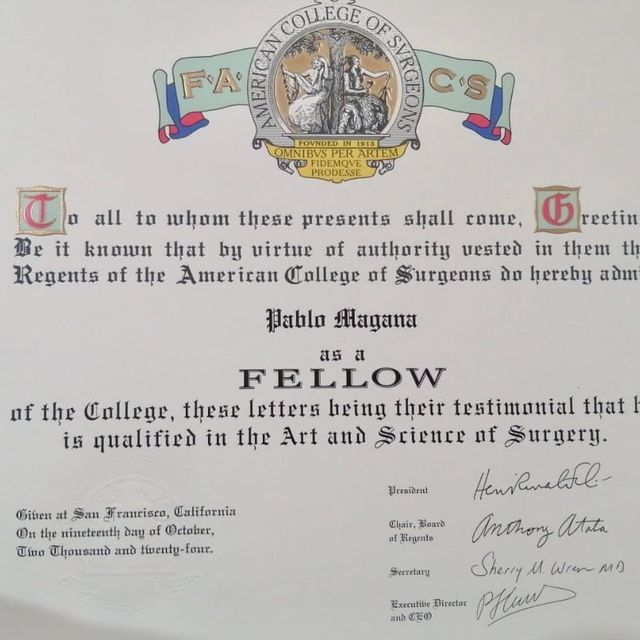 AMERICAN COLLEGE OF SVRGEONS
F·A·C·S
FOUNDED IN 1913
OMNIBVS PER ARTEM
FIDEMQVE
PRODESSE
To all to whom these presents shall come, Greetin
Be it known that by virtue of authority vested in them th
Regents of the American College of Surgeons do hereby admi
Pablo Magana
as a
FELLOW
of the College, these letters being their testimonial that h
is qualified in the Art and Science of Surgery.
Given at San Francisco, California
On the nineteenth day of October,
Two Thousand and twenty-four.
President
Chair, Board
of Regents
Anthony Atala
Secretary
Sherry M. Wren MD
Executive Director
and CEO